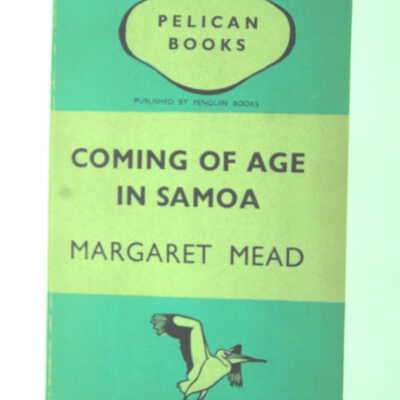 PELICAN
BOOKS
PUBLISHED BY PENGUIN BOOKS
COMING OF AGE
IN SAMOA
MARGARET MEAD